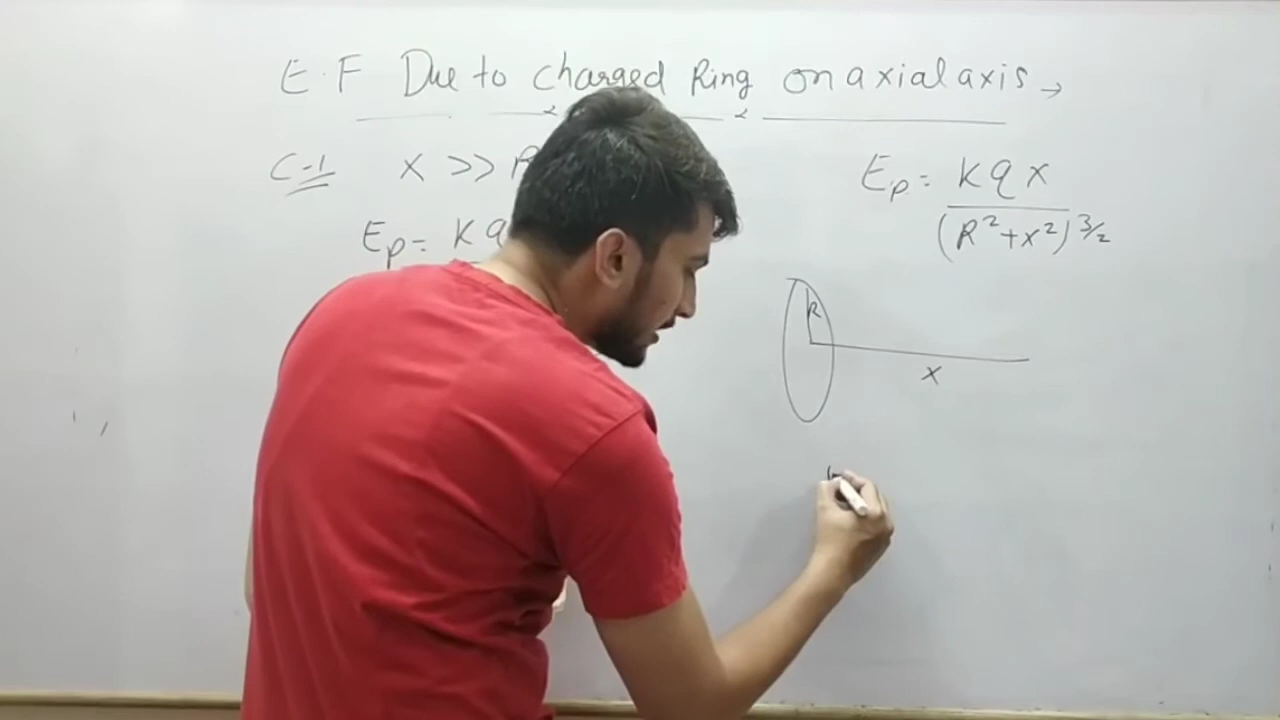 E.F Due to charged Ring on axial axis →
C-1 X >> R
Ep = Kq
Ep = Kqx
(R²+x²)^3/2
R
x